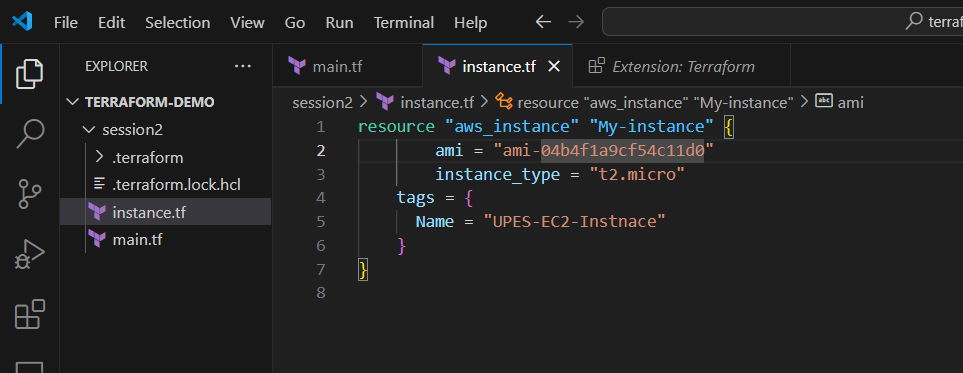 File Edit Selection View Go Run Terminal Help
EXPLORER
TERRAFORM-DEMO
session2
.terraform
.terraform.lock.hcl
instance.tf
main.tf
main.tf instance.tf Extension: Terraform
session2 > instance.tf > resource "aws_instance" "My-instance" > ami
1 resource "aws_instance" "My-instance" {
2 ami = "ami-04b4f1a9cf54c11d0"
3 instance_type = "t2.micro"
4 tags = {
5 Name = "UPES-EC2-Instnace"
6 }
7 }
8